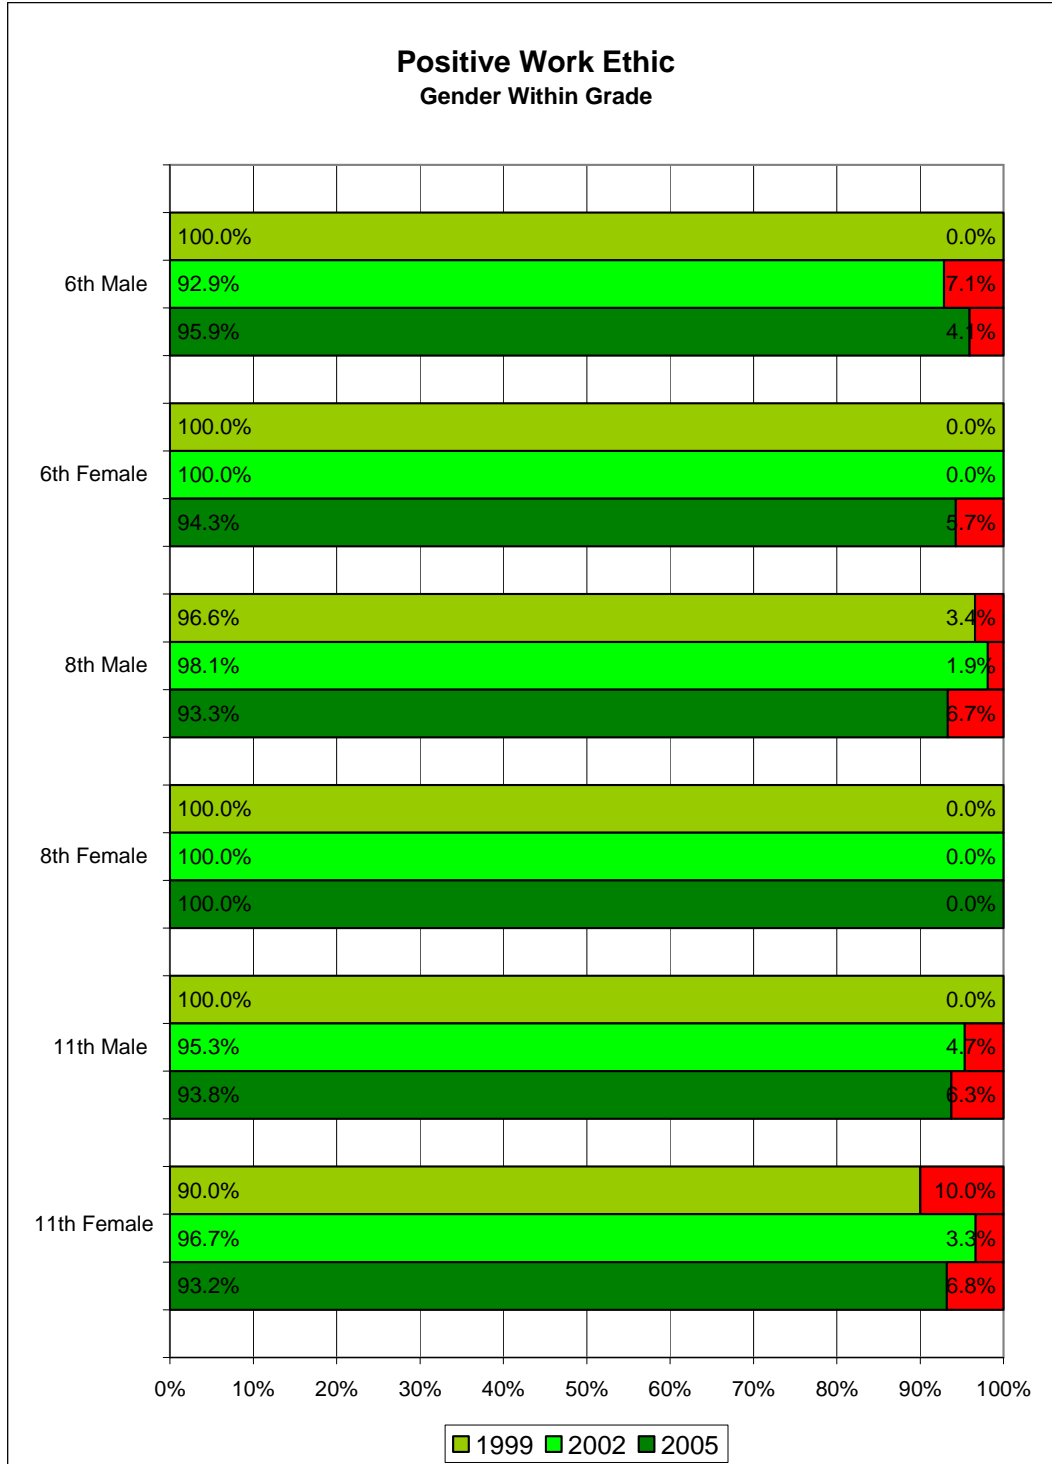 Positive Work Ethic
Gender Within Grade
100.0% 0.0%
6th Male 92.9% 7.1%
95.9% 4.1%
100.0% 0.0%
6th Female 100.0% 0.0%
94.3% 5.7%
96.6% 3.4%
8th Male 98.1% 1.9%
93.3% 6.7%
100.0% 0.0%
8th Female 100.0% 0.0%
100.0% 0.0%
100.0% 0.0%
11th Male 95.3% 4.7%
93.8% 6.3%
90.0% 10.0%
11th Female 96.7% 3.3%
93.2% 6.8%
0% 10% 20% 30% 40% 50% 60% 70% 80% 90% 100%
1999 2002 2005